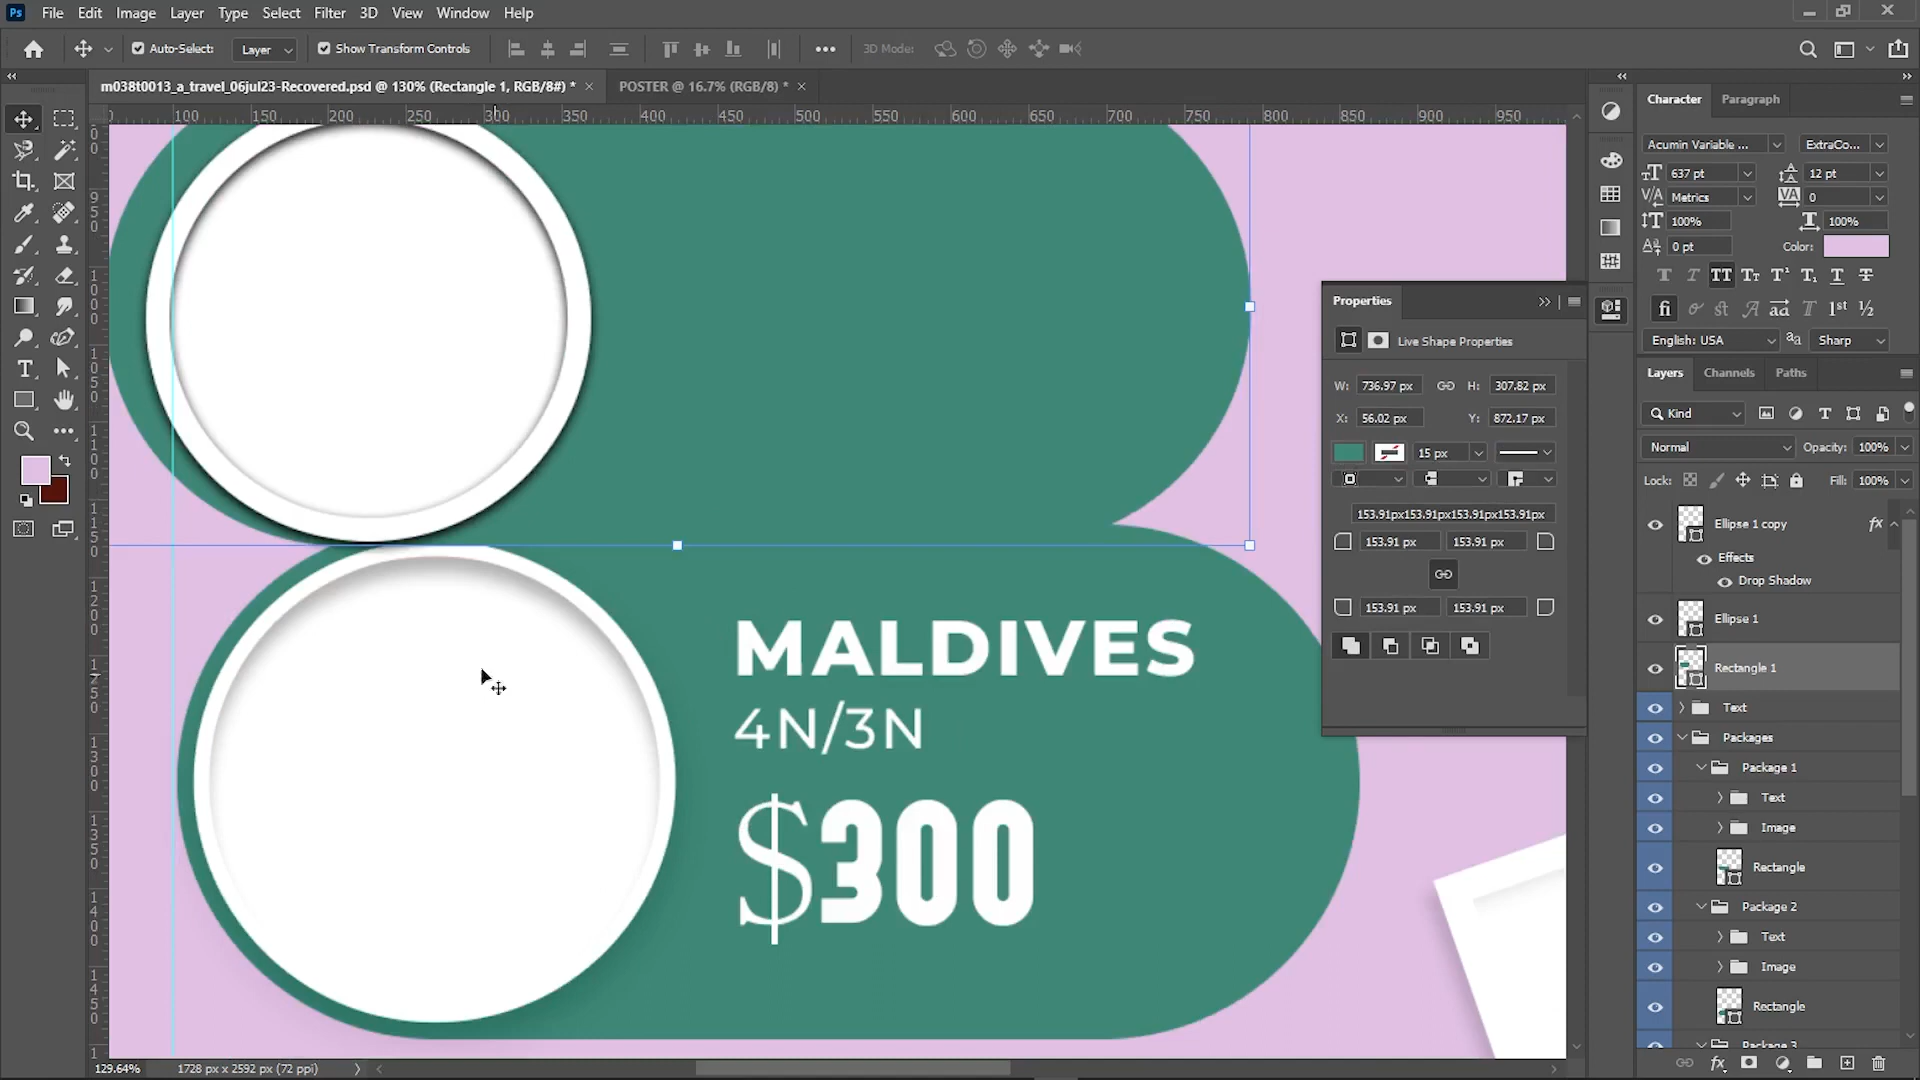 Ps File Edit Image Layer Type Select Filter 3D View Window Help
Auto-Select: Layer Show Transform Controls 3D Mode:
m038t0013_a_travel_06jul23-Recovered.psd @ 130% (Rectangle 1, RGB/8#) * POSTER @ 16.7% (RGB/8) *
100 150 200 250 300 350 400 450 500 550 600 650 700 750 800 850 900 950
Character Paragraph
Acumin Variable ... ExtraCo...
637 pt 12 pt
Metrics 0
100% 100%
0 pt Color:
English: USA Sharp
Properties
Live Shape Properties
W: 736.97 px H: 307.82 px
X: 56.02 px Y: 872.17 px
15 px
153.91px153.91px153.91px153.91px
153.91 px 153.91 px
153.91 px 153.91 px
Layers Channels Paths
Kind
Normal Opacity: 100%
Lock: Fill: 100%
Ellipse 1 copy fx
Effects
Drop Shadow
Ellipse 1
Rectangle 1
Text
Packages
Package 1
Text
Image
Rectangle
Package 2
Text
Image
Rectangle
Package 3
MALDIVES
4N/3N
$300
129.64% 1728 px x 2592 px (72 ppi)